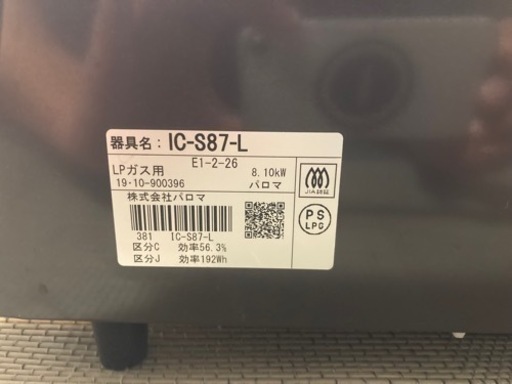 器具名：IC-S87-L
E1-2-26
LPガス用 8.10kW
19・10-900396 パロマ
株式会社パロマ
381 IC-S87-L
区分C 効率56.3%
区分J 効率192Wh
JIA認証
PS
LPG